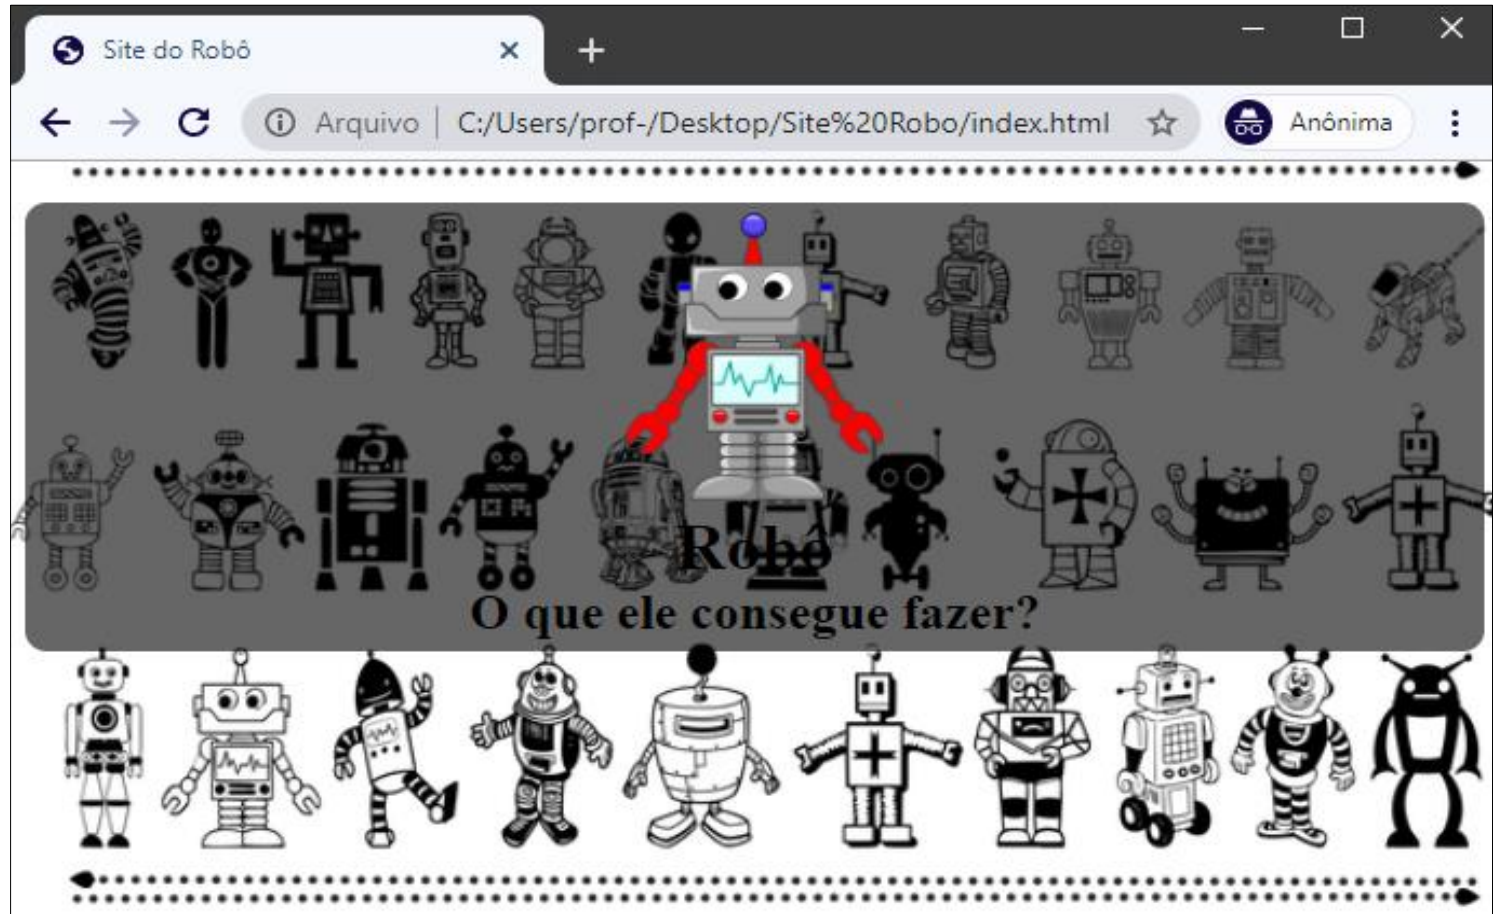 Site do Robô
Arquivo C:/Users/prof-/Desktop/Site%20Robo/index.html Anônima
Robô
O que ele consegue fazer?